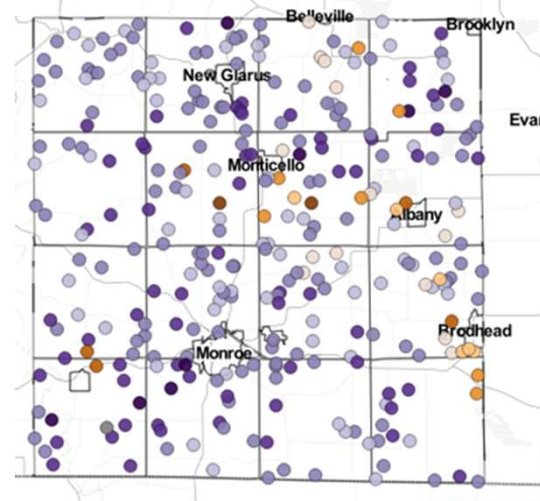 Belleville
Brooklyn
New Glarus
Evan
Monticello
Albany
Brodhead
Monroe